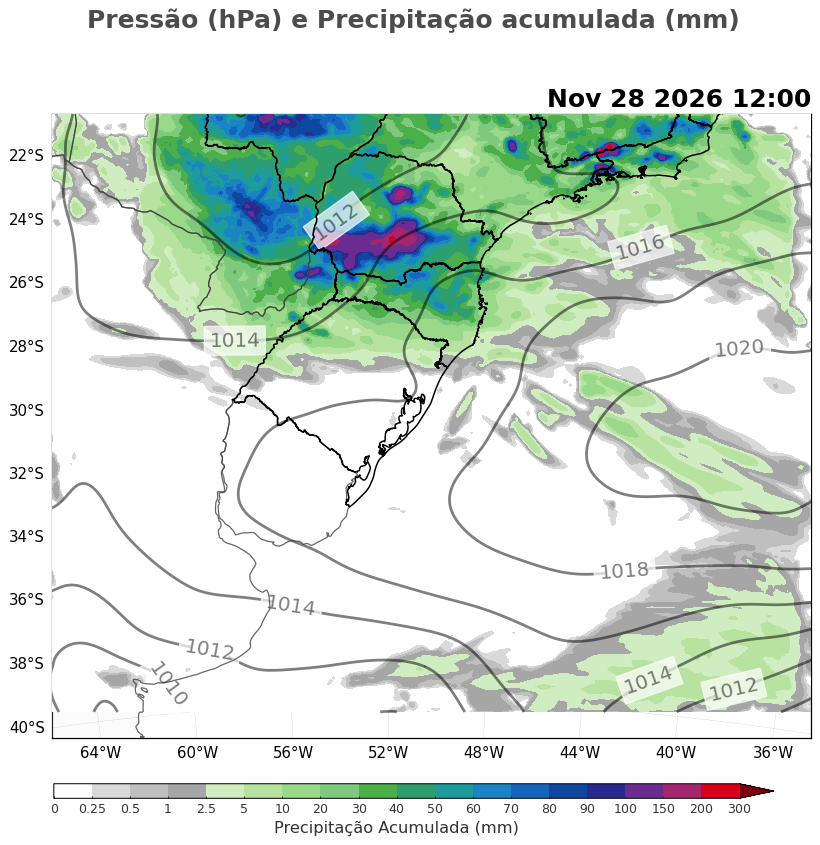 Pressão (hPa) e Precipitação acumulada (mm)
Nov 28 2026 12:00
22°S
24°S
26°S
28°S
30°S
32°S
34°S
36°S
38°S
40°S
1012
1016
1014
1020
1018
1014
1012
1010
1014
1012
64°W
60°W
56°W
52°W
48°W
44°W
40°W
36°W
0
0.25
0.5
1
2.5
5
10
20
30
40
50
60
70
80
90
100
150
200
300
Precipitação Acumulada (mm)